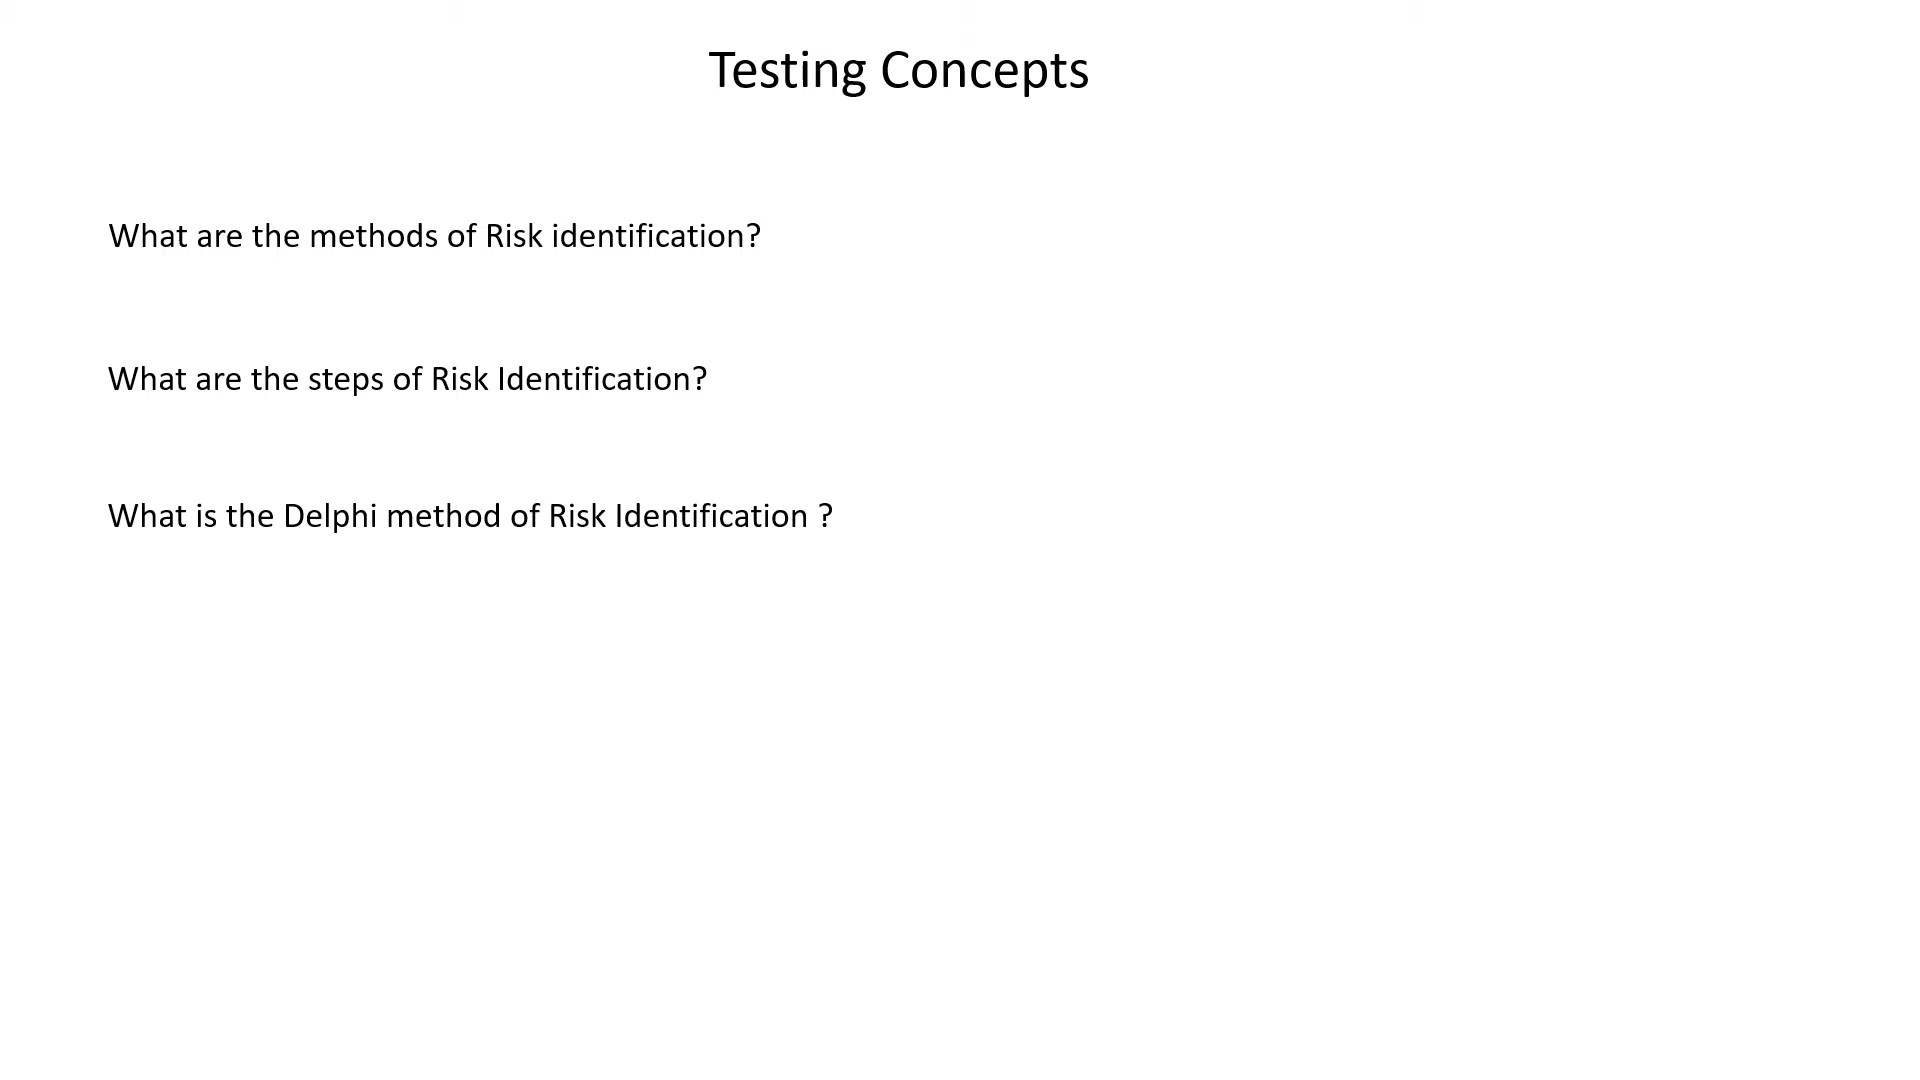 Testing Concepts
What are the methods of Risk identification?
What are the steps of Risk Identification?
What is the Delphi method of Risk Identification ?